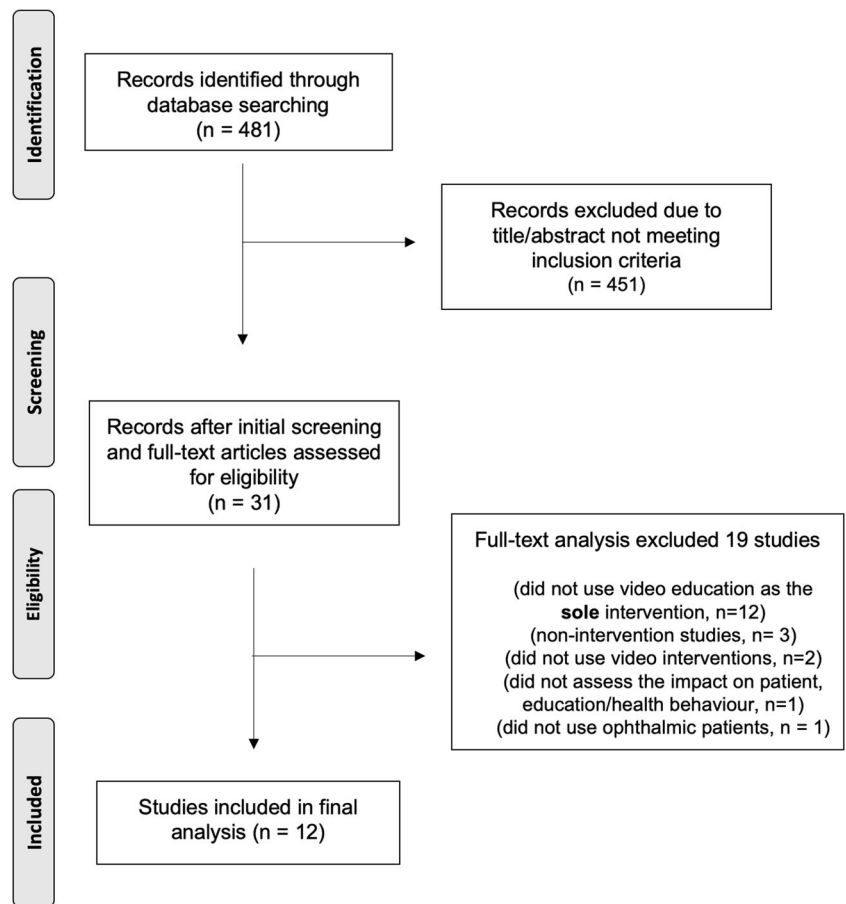 Identification
Records identified through
database searching
(n = 481)
Records excluded due to
title/abstract not meeting
inclusion criteria
(n = 451)
Screening
Records after initial screening
and full-text articles assessed
for eligibility
(n = 31)
Eligibility
Full-text analysis excluded 19 studies
(did not use video education as the
sole intervention, n=12)
(non-intervention studies, n= 3)
(did not use video interventions, n=2)
(did not assess the impact on patient,
education/health behaviour, n=1)
(did not use ophthalmic patients, n = 1)
Included
Studies included in final
analysis (n = 12)